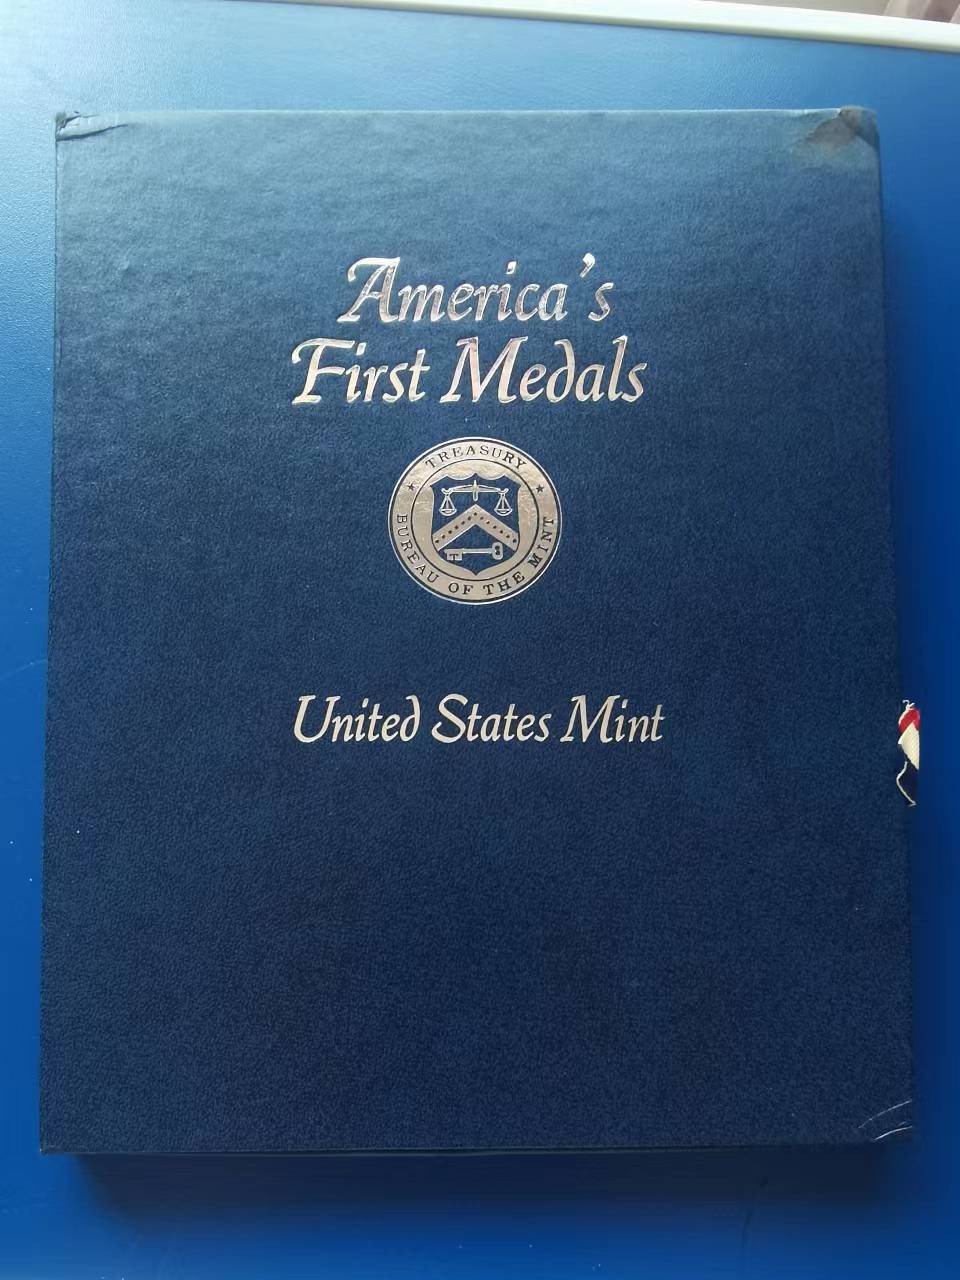 America's
First Medals
TREASURY
BUREAU OF THE MINT
United States Mint